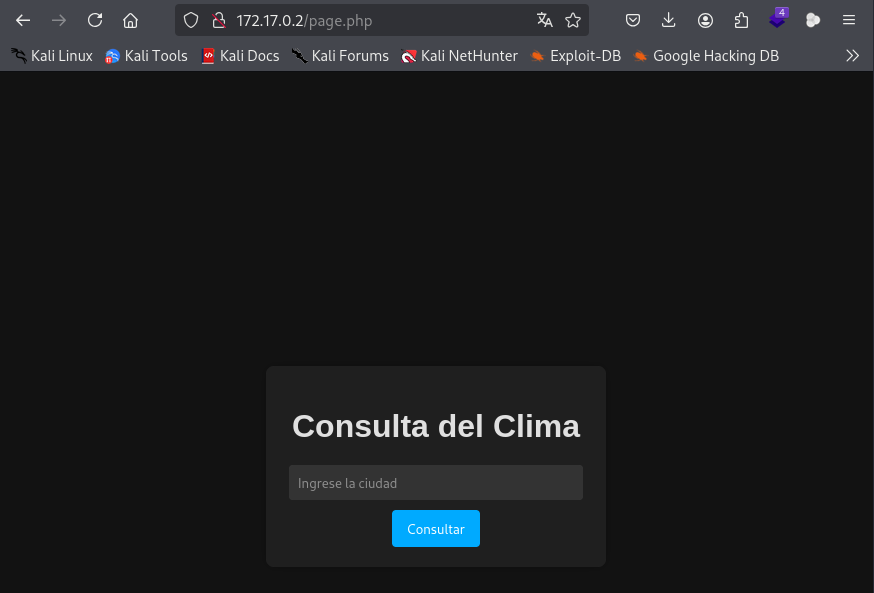 172.17.0.2/page.php
4
Kali Linux Kali Tools Kali Docs Kali Forums Kali NetHunter Exploit-DB Google Hacking DB
Consulta del Clima
Ingrese la ciudad
Consultar